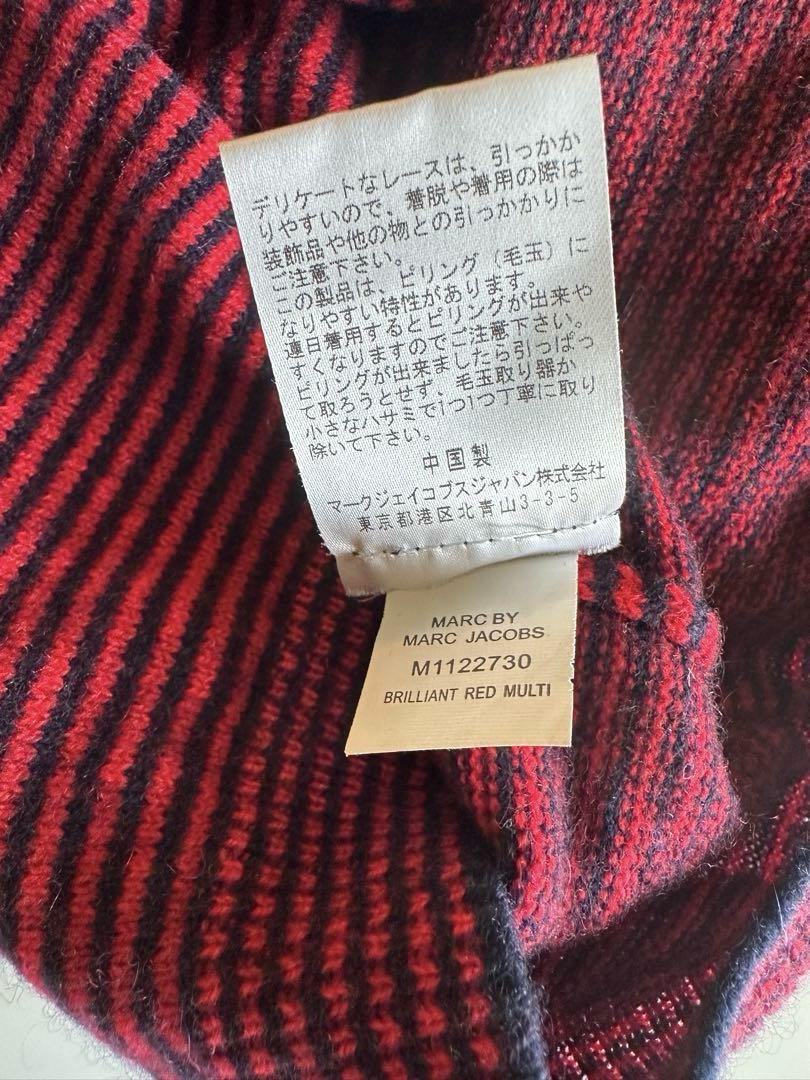 デリケートなレースは、引っかか
りやすいので、着脱や着用の際は
装飾品や他の物との引っかかりに
ご注意下さい。
この製品は、ピリング（毛玉）に
なりやすい特性があります。
連日着用するとピリングが出来や
すくなりますのでご注意下さい。
ピリングが出来ましたら引っぱっ
て取ろうとせず、毛玉取り器か
小さなハサミで1つ1つ丁寧に取り
除いて下さい。
中国製
マークジェイコブスジャパン株式会社
東京都港区北青山3-3-5
MARC BY
MARC JACOBS
M1122730
BRILLIANT RED MULTI